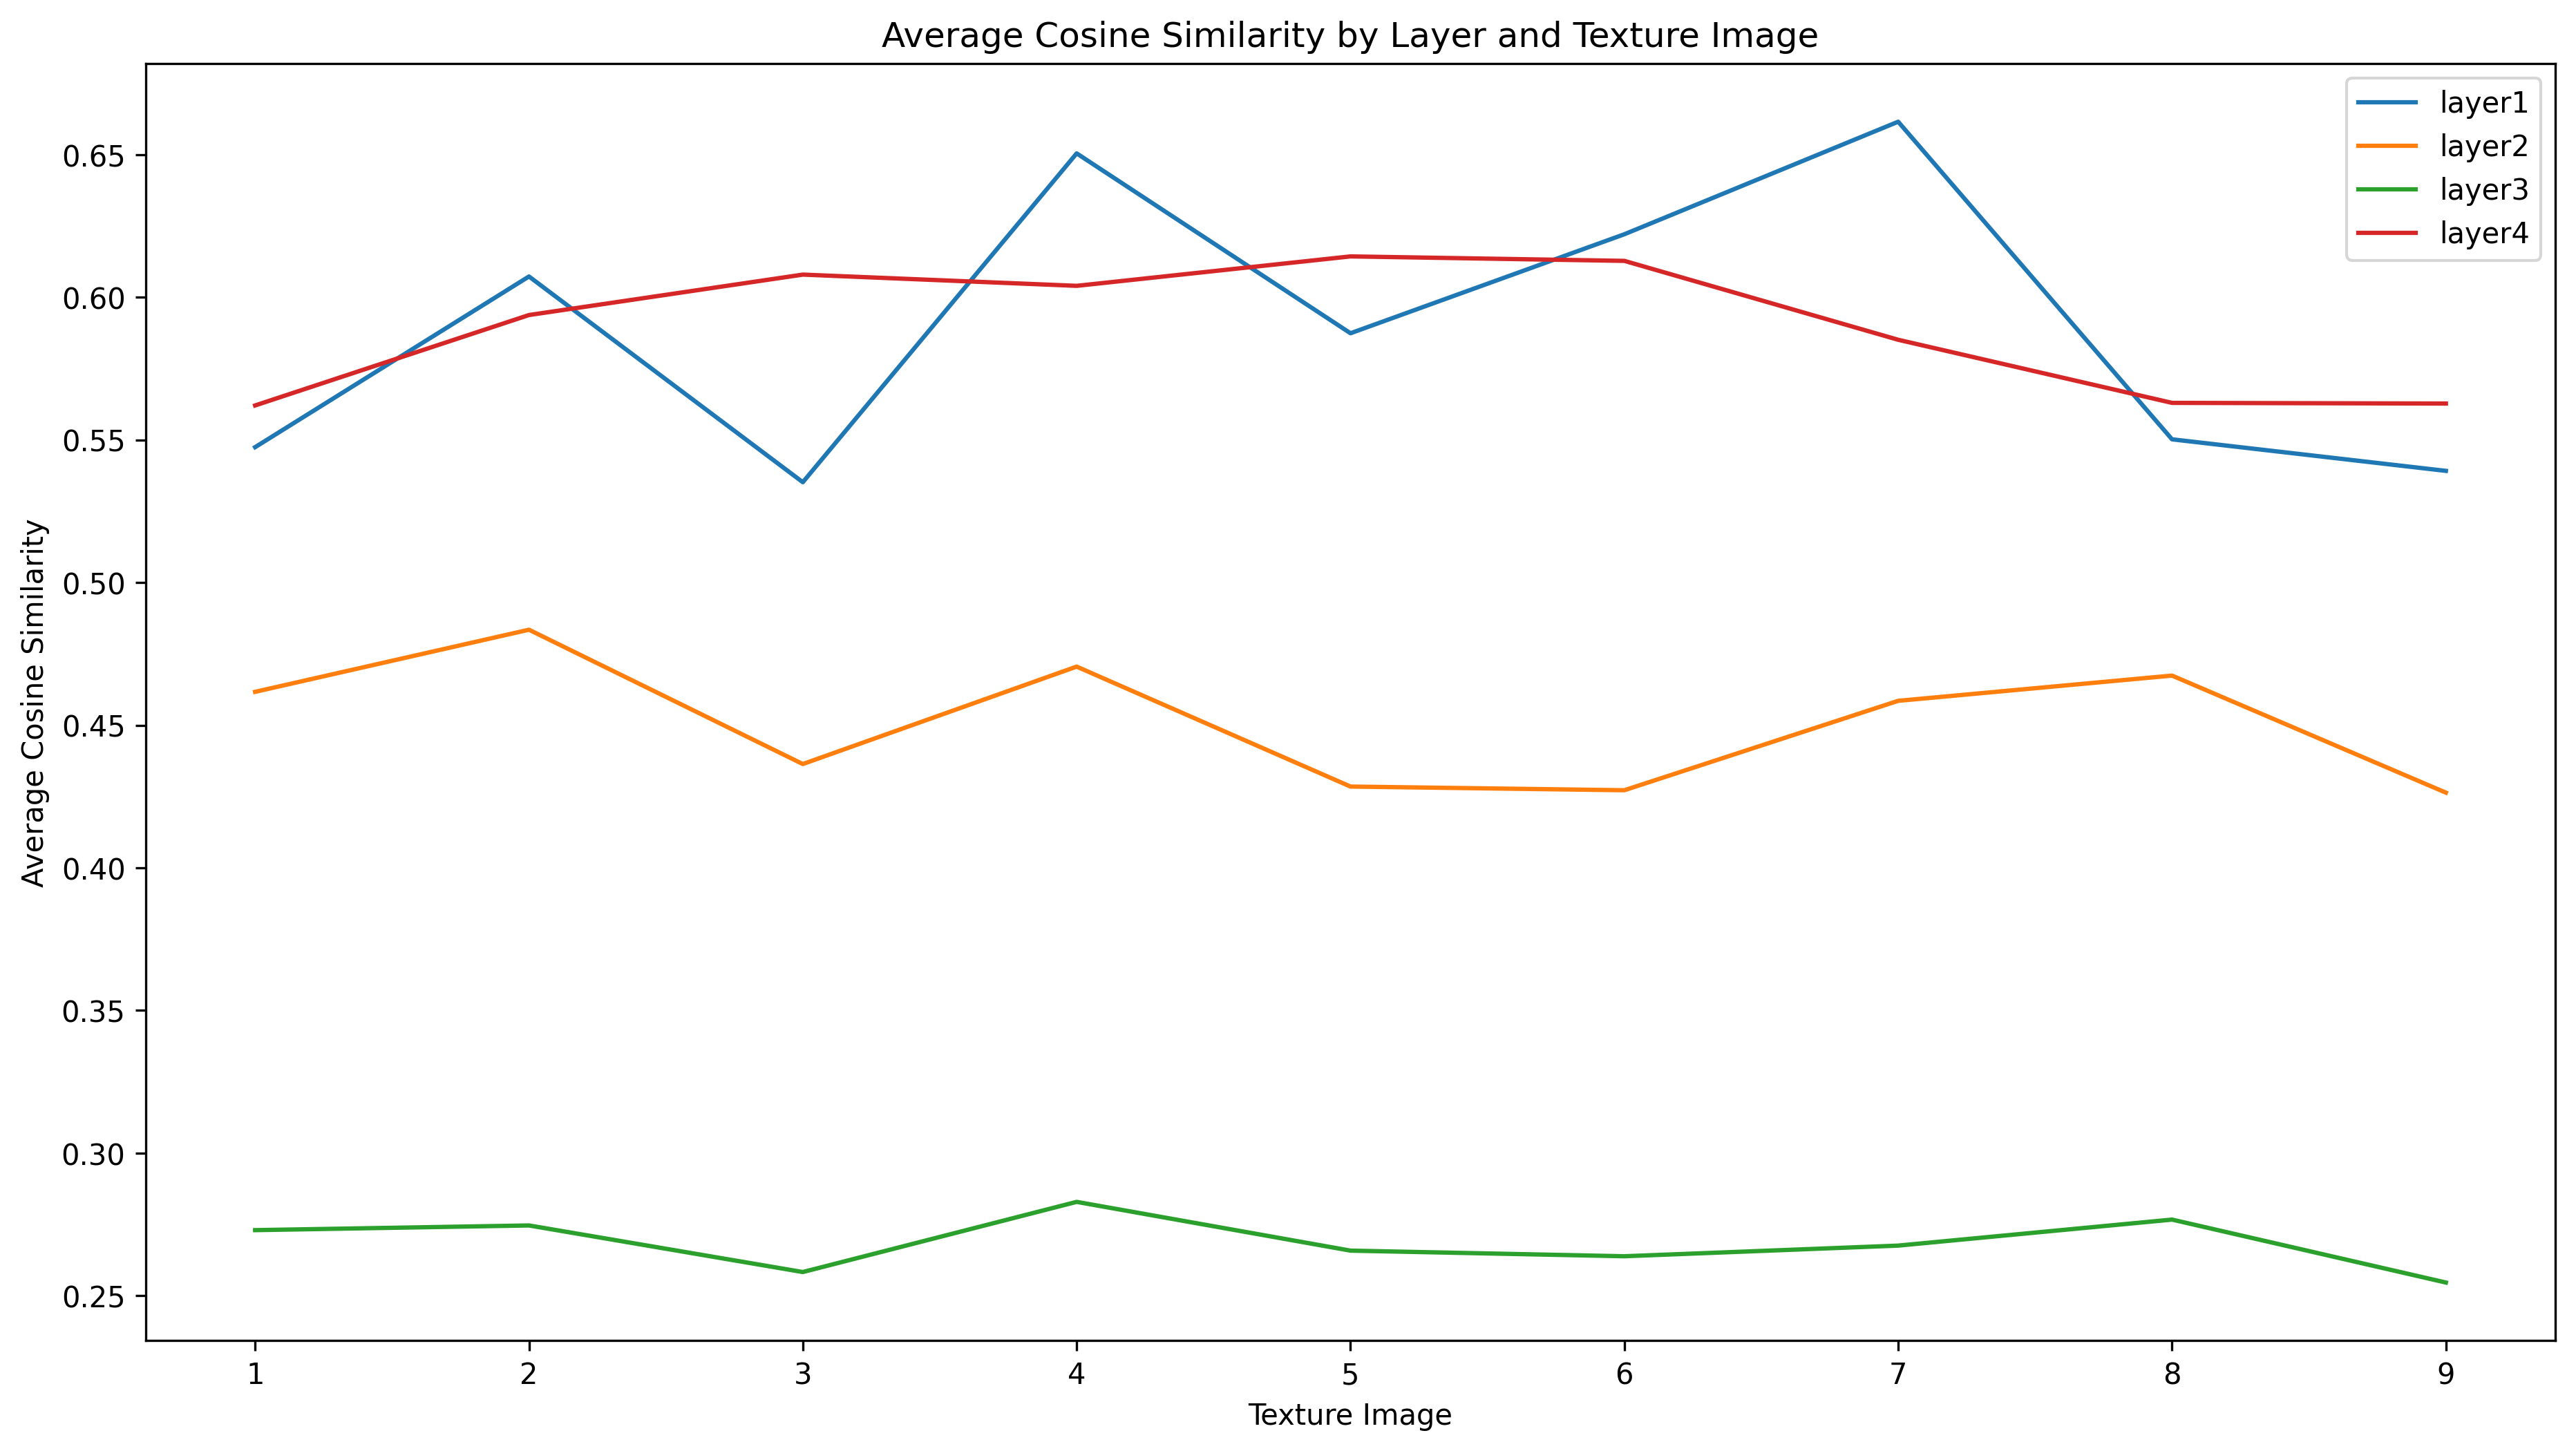 Average Cosine Similarity by Layer and Texture Image
layer1
layer2
layer3
layer4
Average Cosine Similarity
0.65
0.60
0.55
0.50
0.45
0.40
0.35
0.30
0.25
1 2 3 4 5 6 7 8 9
Texture Image